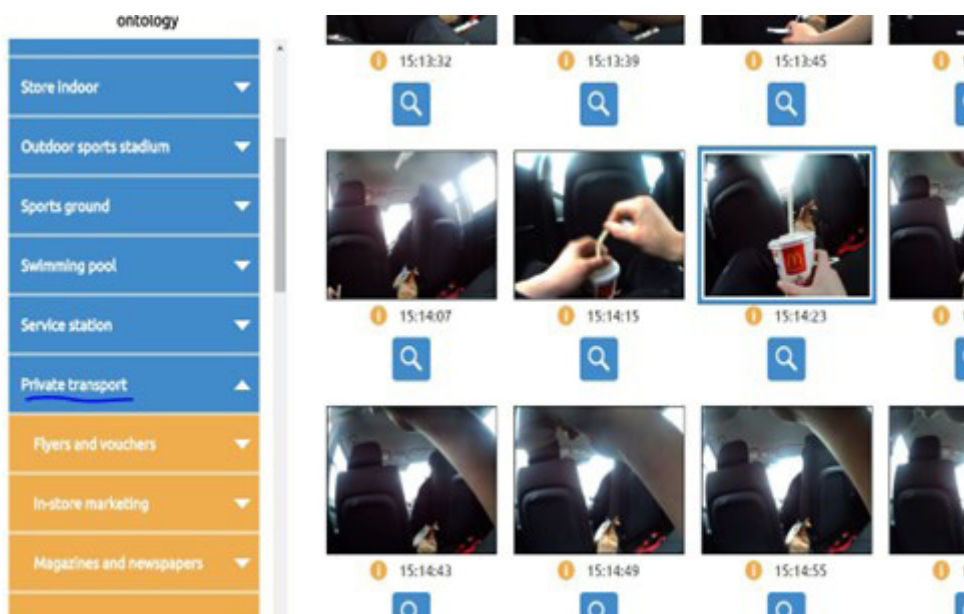 ontology
Store indoor
Outdoor sports stadium
Sports ground
Swimming pool
Service station
Private transport
Flyers and vouchers
In-store marketing
Magazines and newspapers
15:13:32
15:13:39
15:13:45
15:14:07
15:14:15
15:14:23
15:14:43
15:14:49
15:14:55